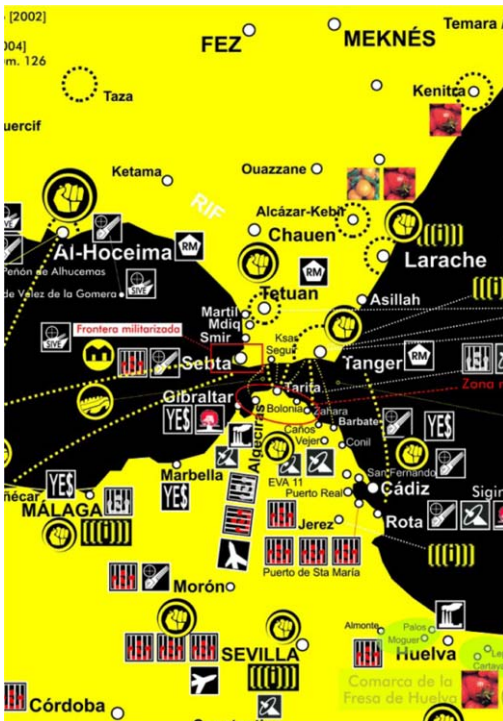 [2002]
FEZ
MEKNÉS
Temara
004]
m. 126
Kenitra
Taza
uercif
Ketama
Ouazzane
RIF
Alcázar-Kebir
Chauen
Al-Hoceima
RM
Larache
Peñón de Alhucemas
SIVE
RM
de Velez de la Gomera
SIVE
Tetuan
Asillah
Martil
Mdiq
Smir
Frontera militarizada
SIVE
Ksar
Segur
Sebta
Tanger
RM
Tarifa
Zona
Gibraltar
Bolonia
Zahara
YE$
Barbate
YE$
Caños
Algeciras
Vejer
Conil
Marbella
EVA 11
San Fernando
YE$
YE$
Puerto Real
Cádiz
ñécar
MÁLAGA
Jerez
Rota
Puerto de Sta María
Morón
Almonte
Palos
Moguer
SEVILLA
Huelva
Cartaya
Comarca de la
Fresa de Huelva
Córdoba